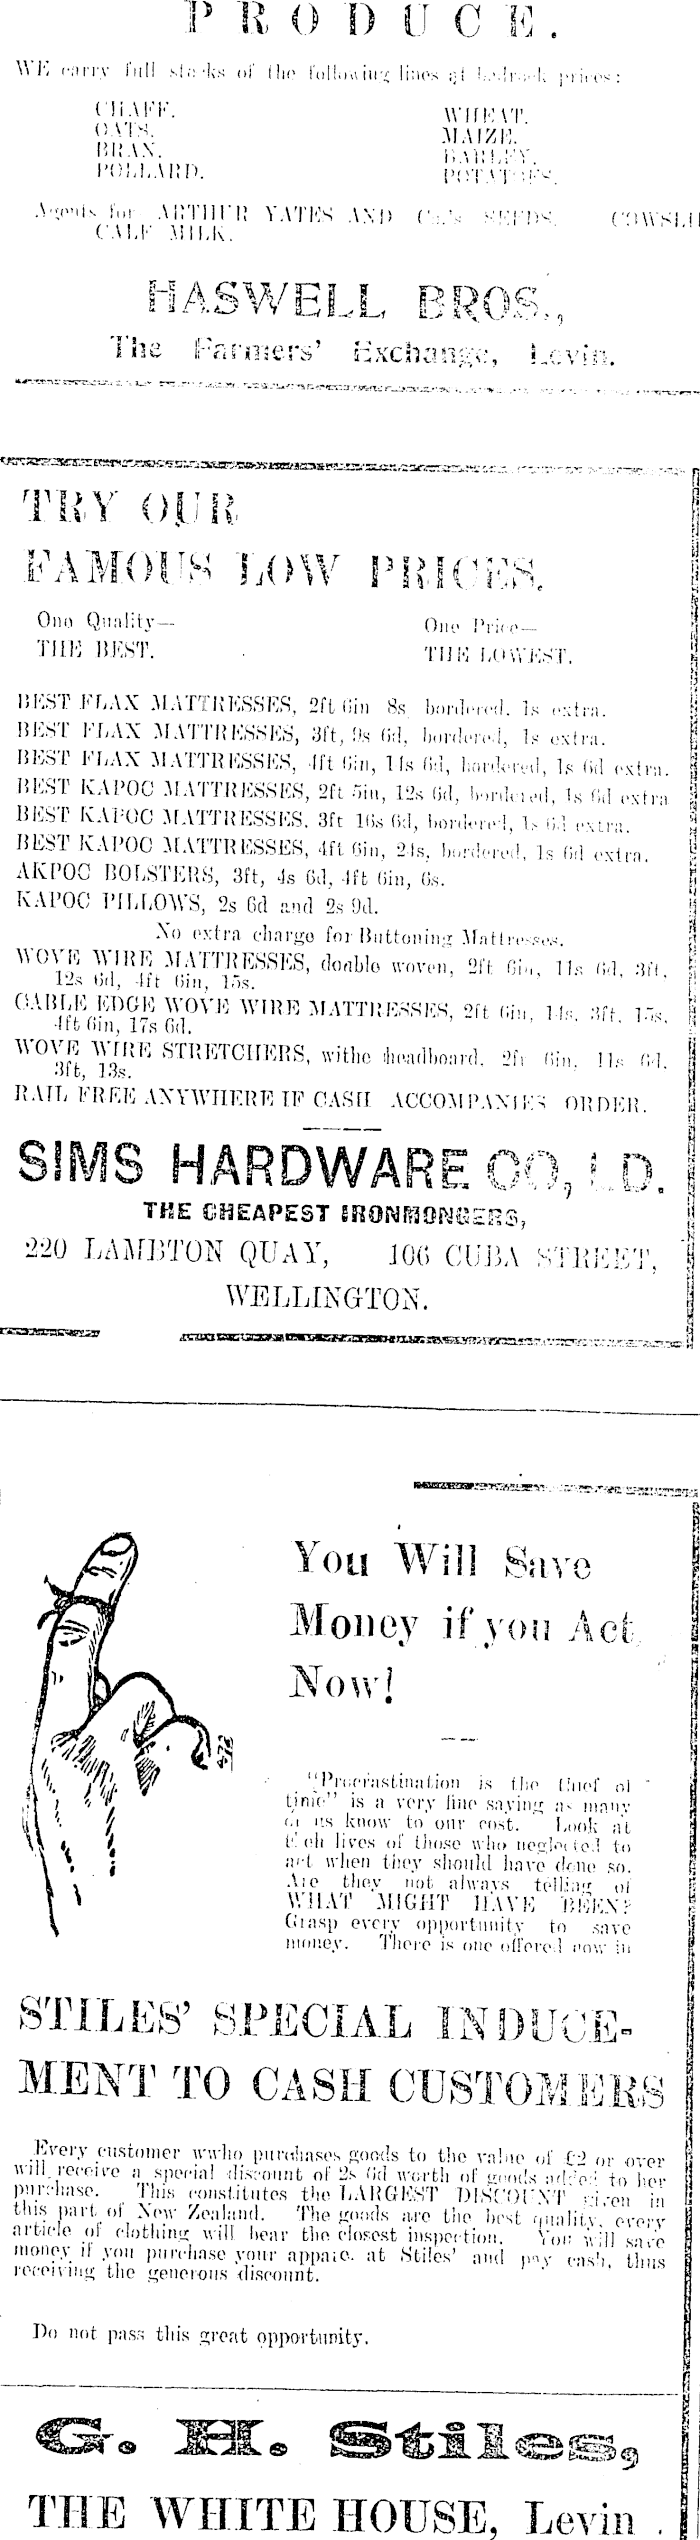 PRODUCE.
WE carry full stocks of the following lines at bedrock prices:
CHAFF.
OATS.
BRAN.
POLLARD.
WHEAT.
MAIZE.
BARLEY.
POTATOES.
Agents for ARTHUR YATES AND Co.'s SEEDS. COWSLI
CALF MILK.
HASWELL BROS.,
The Farmers' Exchange, Levin.
TRY OUR
FAMOUS LOW PRICES.
One Quality—
THE BEST.
One Price—
THE LOWEST.
BEST FLAX MATTRESSES, 2ft 6in 8s, bordered, 1s extra.
BEST FLAX MATTRESSES, 3ft, 9s 6d, bordered, 1s extra.
BEST FLAX MATTRESSES, 4ft 6in, 14s 6d, bordered, 1s 6d extra.
BEST KAPOC MATTRESSES, 2ft 5in, 12s 6d, bordered, 1s 6d extra
BEST KAPOC MATTRESSES, 3ft 16s 6d, bordered, 1s 6d extra.
BEST KAPOC MATTRESSES, 4ft 6in, 24s, bordered, 1s 6d extra.
AKPOC BOLSTERS, 3ft, 4s 6d, 4ft 6in, 6s.
KAPOC PILLOWS, 2s 6d and 2s 9d.
No extra charge for Buttoning Mattresses.
WOVE WIRE MATTRESSES, double woven, 2ft 6in, 11s 6d, 3ft,
12s 6d, 4ft 6in, 15s.
CABLE EDGE WOVE WIRE MATTRESSES, 2ft 6in, 14s, 3ft, 15s,
4ft 6in, 17s 6d.
WOVE WIRE STRETCHERS, withe headboard, 2ft 6in, 11s 6d,
3ft, 13s.
RAIL FREE ANYWHERE IF CASH ACCOMPANIES ORDER.
SIMS HARDWARE CO, LD.
THE CHEAPEST IRONMONGERS,
220 LAMBTON QUAY, 106 CUBA STREET,
WELLINGTON.
You Will Save
Money if you Act
Now!
472
"Procrastination is the thief of
time" is a very fine saying as many
of us know to our cost. Look at
the lives of those who neglected to
act when they should have done so.
Are they not always telling of
WHAT MIGHT HAVE BEEN?
Grasp every opportunity to save
money. There is one offered now in
STILES' SPECIAL INDUCE-
MENT TO CASH CUSTOMERS
Every customer wwho purchases goods to the value of £2 or over
will receive a special discount of 2s 6d worth of goods added to her
purchase. This constitutes the LARGEST DISCOUNT given in
this part of New Zealand. The goods are the best quality, every
article of clothing will bear the closest inspection. You will save
money if you purchase your appare. at Stiles' and pay cash, thus
receiving the generous discount.
Do not pass this great opportunity.
G. H. Stiles,
THE WHITE HOUSE, Levin.